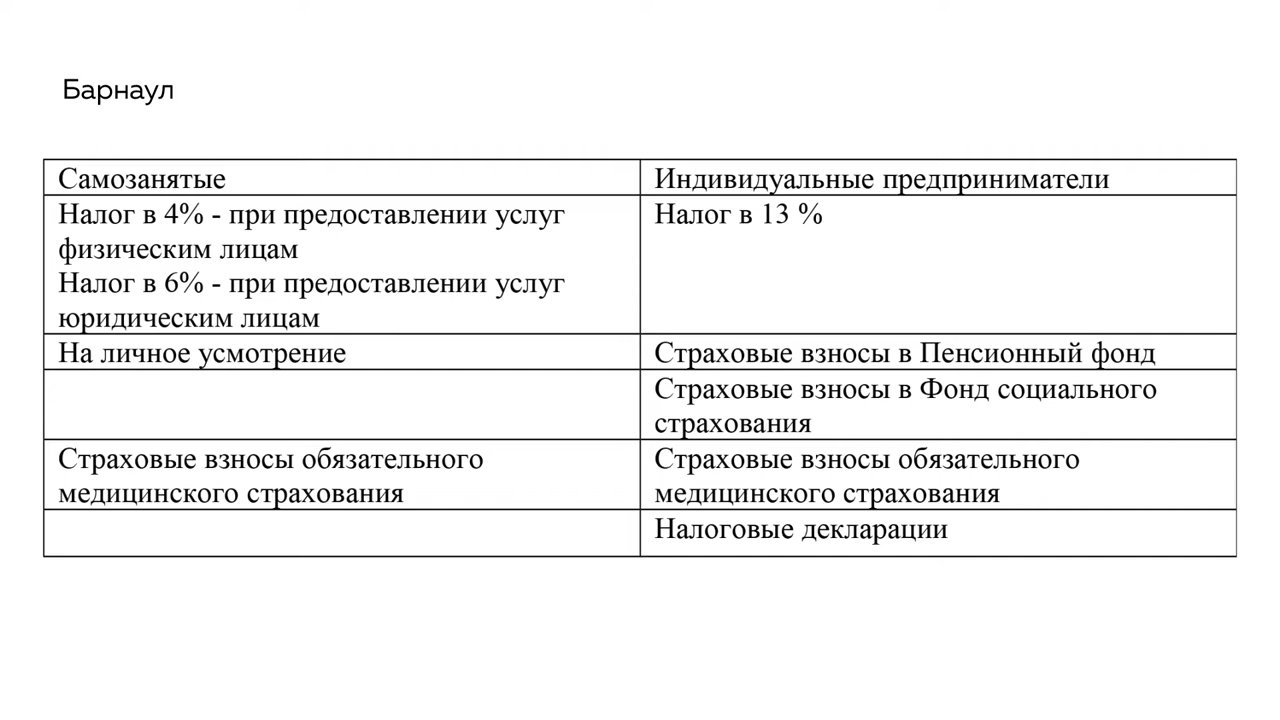 Барнаул
Самозанятые
Индивидуальные предприниматели
Налог в 4% - при предоставлении услуг
физическим лицам
Налог в 6% - при предоставлении услуг
юридическим лицам
Налог в 13 %
На личное усмотрение
Страховые взносы в Пенсионный фонд
Страховые взносы в Фонд социального
страхования
Страховые взносы обязательного
медицинского страхования
Страховые взносы обязательного
медицинского страхования
Налоговые декларации